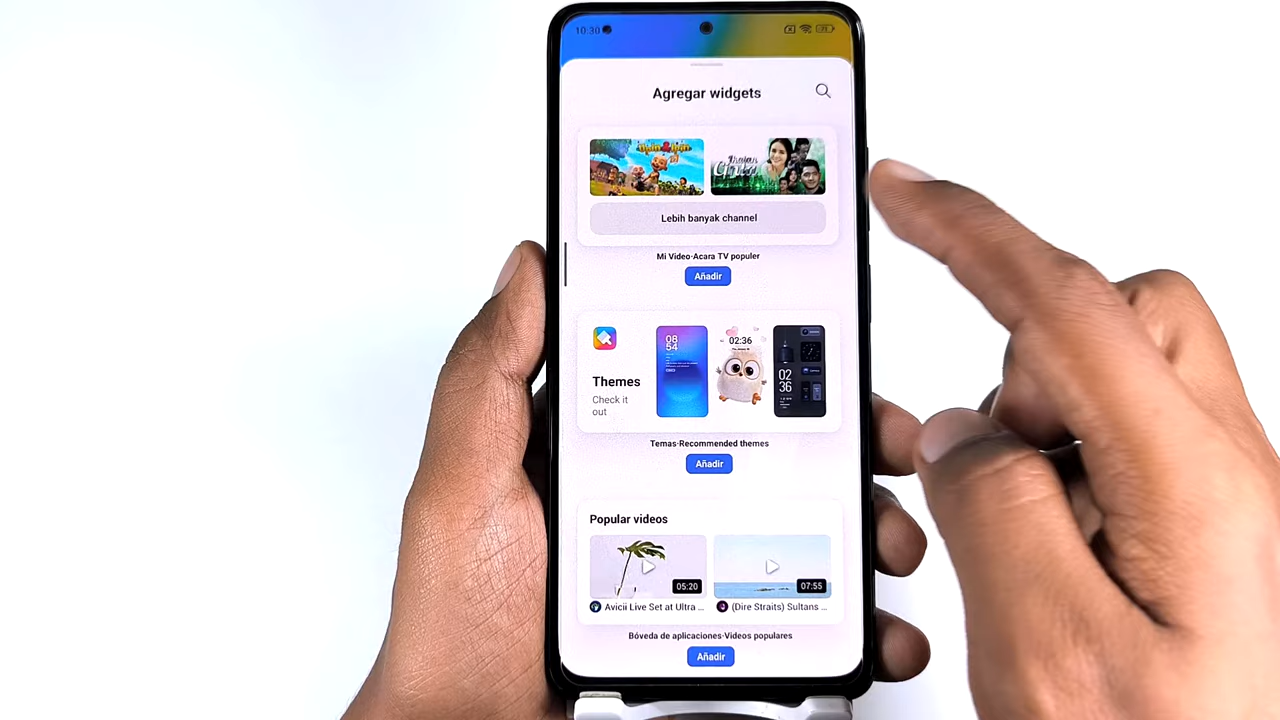 10:30
Agregar widgets
Lebih banyak channel
Mi Video·Acara TV populer
Añadir
08
54
02:36
02
36
Themes
Check it
out
Temas·Recommended themes
Añadir
Popular videos
05:20
07:55
Avicii Live Set at Ultra ...
(Dire Straits) Sultans ...
Bóveda de aplicaciones·Videos populares
Añadir